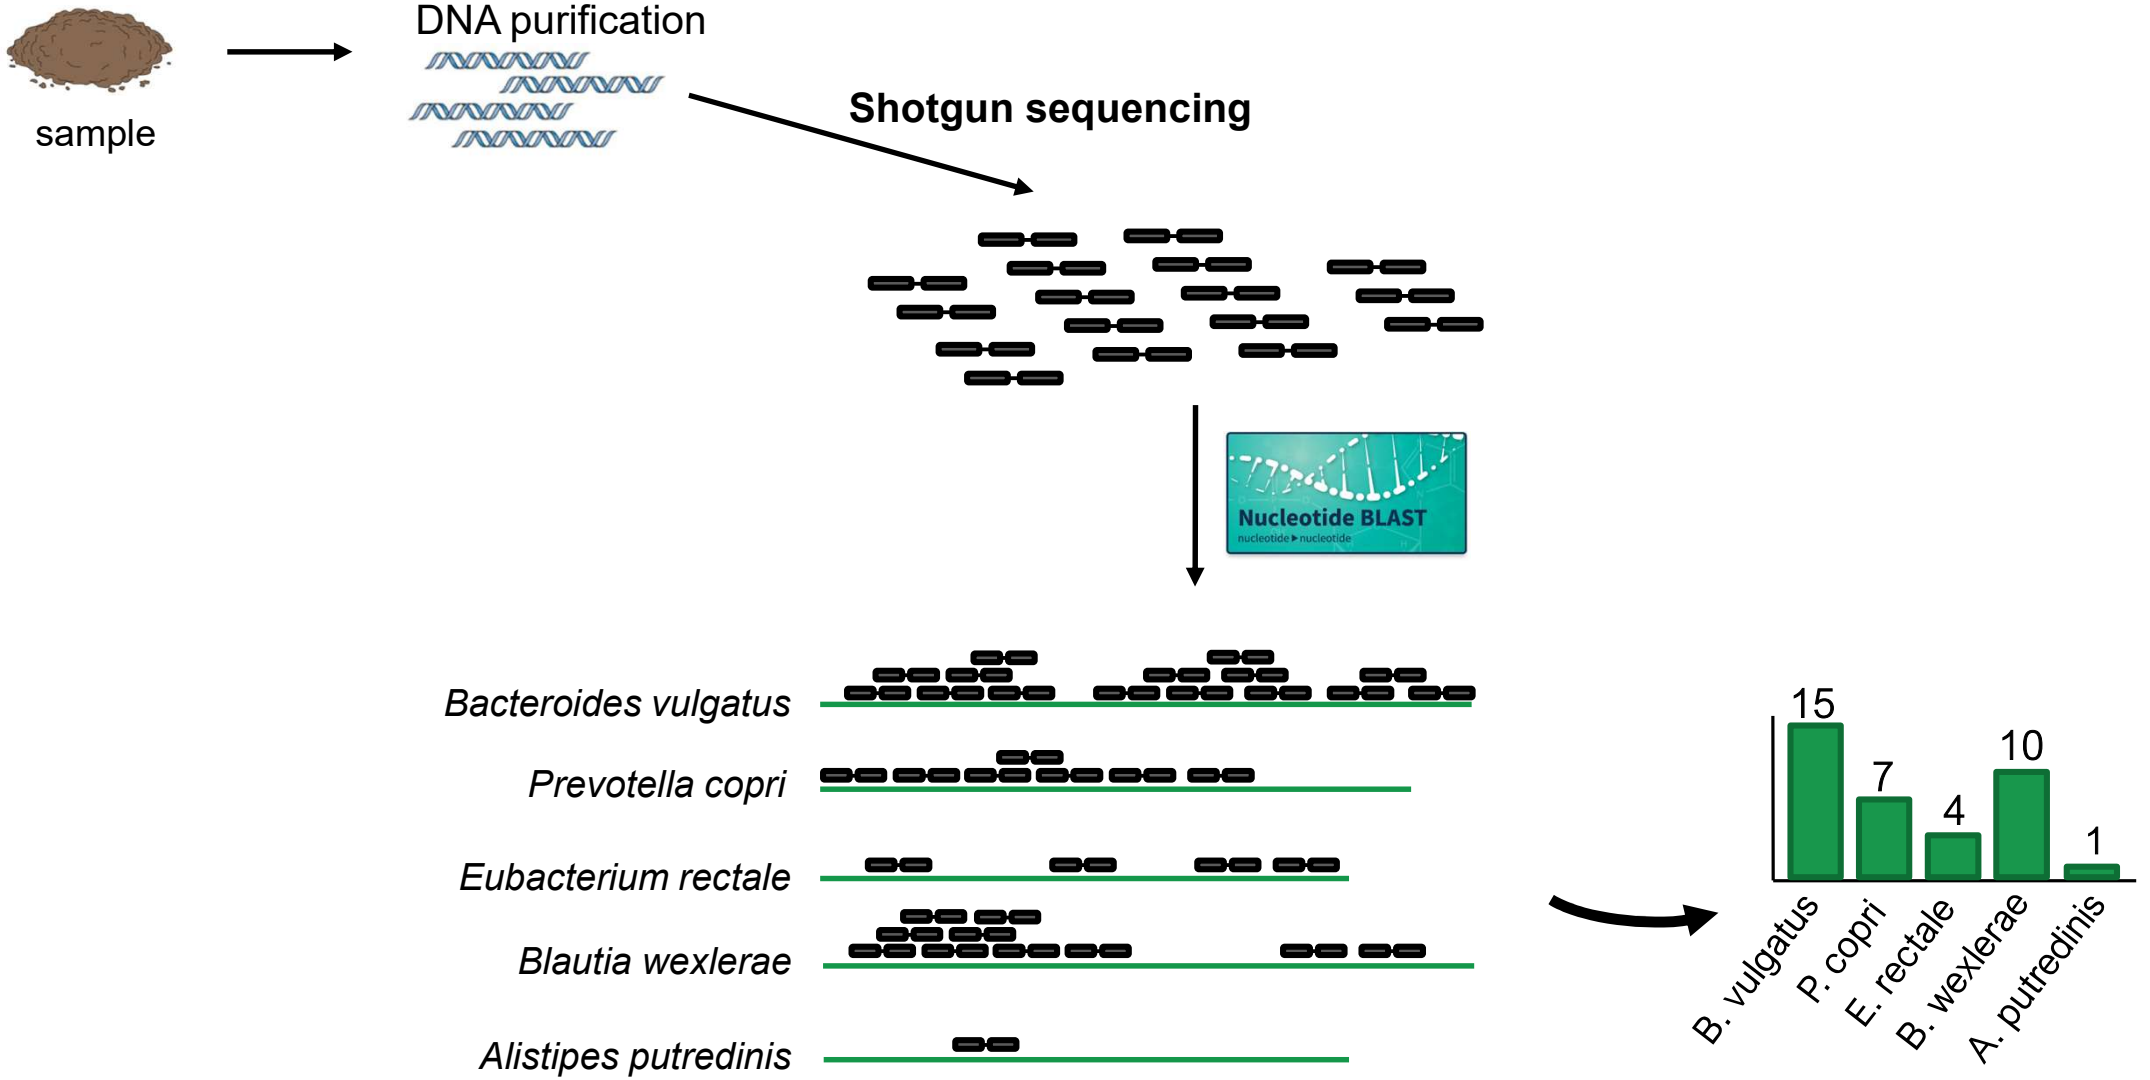 DNA purification
sample
Shotgun sequencing
Nucleotide BLAST
nucleotide ▶ nucleotide
Bacteroides vulgatus
Prevotella copri
Eubacterium rectale
Blautia wexlerae
Alistipes putredinis
15
7
4
10
1
B. vulgatus
P. copri
E. rectale
B. wexlerae
A. putredinis